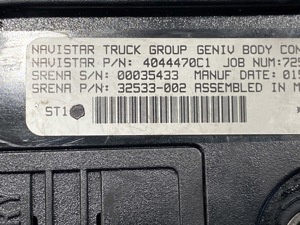 NAVISTAR TRUCK GROUP GENIV BODY CON
NAVISTAR P/N: 4044470C1 JOB NUM:725
SRENA S/N: 00035433 MANUF DATE:01
SRENA P/N: 32533-002 ASSEMBLED IN M
ST1
RY